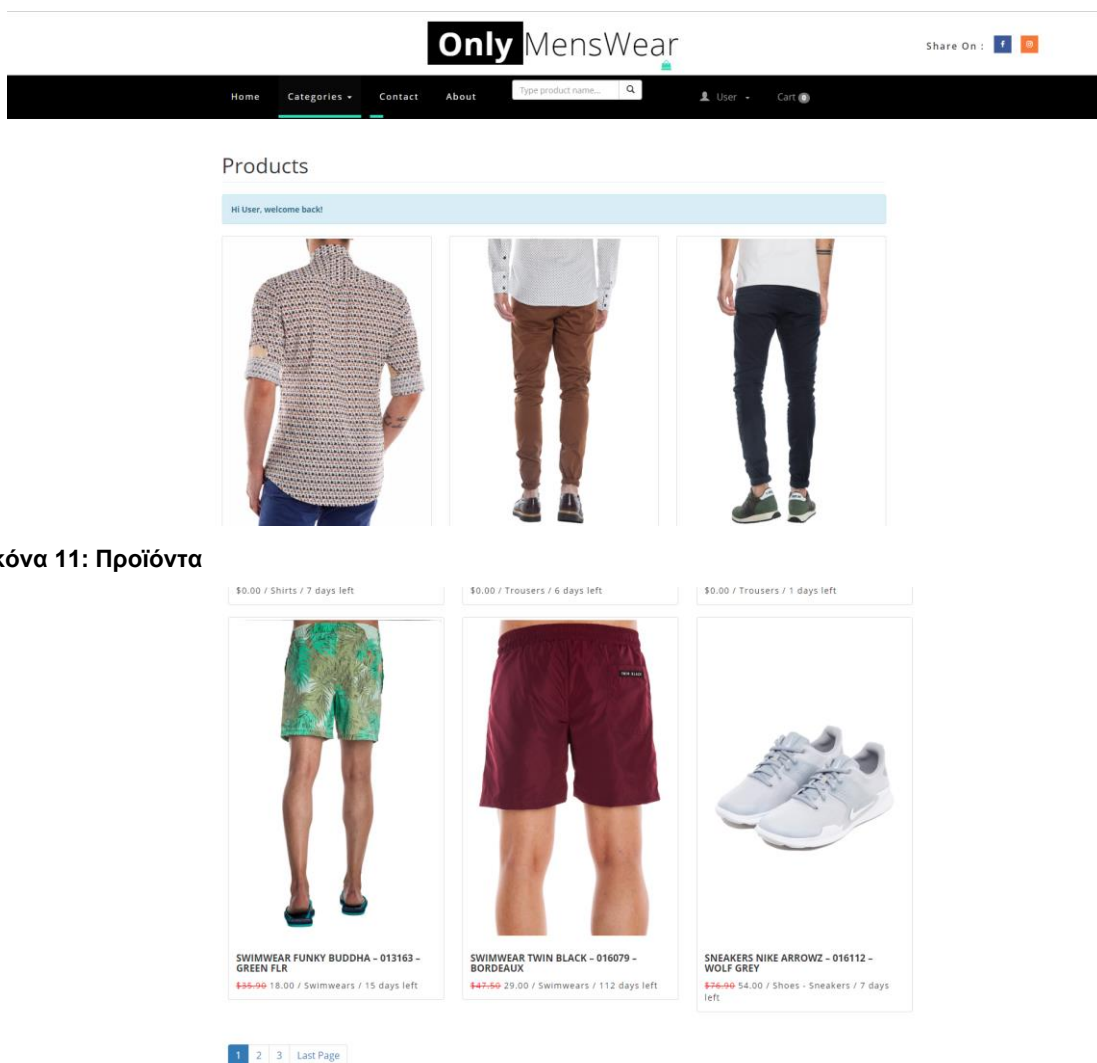 Only MensWear
Share On :
Home Categories Contact About Type product name... User Cart 0
Products
Hi User, welcome back!
κόνα 11: Προϊόντα
$0.00 / Shirts / 7 days left
$0.00 / Trousers / 6 days left
$0.00 / Trousers / 1 days left
SWIMWEAR FUNKY BUDDHA – 013163 –
GREEN FLR
$35.90 18.00 / Swimwears / 15 days left
SWIMWEAR TWIN BLACK – 016079 –
BORDEAUX
$47.50 29.00 / Swimwears / 112 days left
SNEAKERS NIKE ARROWZ – 016112 –
WOLF GREY
$76.90 54.00 / Shoes - Sneakers / 7 days
left
1 2 3 Last Page